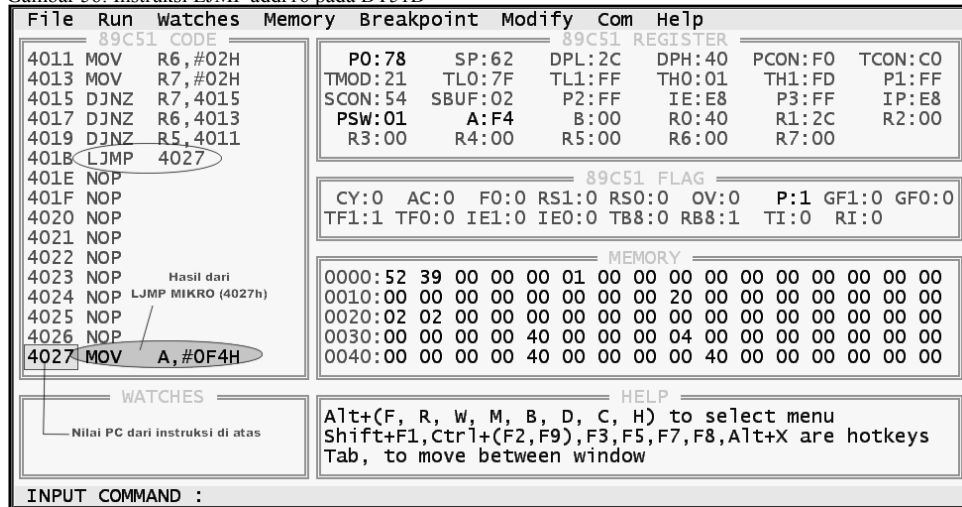 File Run Watches Memory Breakpoint Modify Com Help
89C51 CODE
4011 MOV R6,#02H
4013 MOV R7,#02H
4015 DJNZ R7,4015
4017 DJNZ R6,4013
4019 DJNZ R5,4011
401B LJMP 4027
401E NOP
401F NOP
4020 NOP
4021 NOP
4022 NOP
4023 NOP
4024 NOP
4025 NOP
4026 NOP
4027 MOV A,#0F4H
Hasil dari
LJMP MIKRO (4027h)
WATCHES
Nilai PC dari instruksi di atas
89C51 REGISTER
P0:78 SP:62 DPL:2C DPH:40 PCON:F0 TCON:C0
TMOD:21 TL0:7F TL1:FF TH0:01 TH1:FD P1:FF
SCON:54 SBUF:02 P2:FF IE:E8 P3:FF IP:E8
PSW:01 A:F4 B:00 R0:40 R1:2C R2:00
R3:00 R4:00 R5:00 R6:00 R7:00
89C51 FLAG
CY:0 AC:0 F0:0 RS1:0 RS0:0 OV:0 P:1 GF1:0 GF0:0
TF1:1 TF0:0 IE1:0 IE0:0 TB8:0 RB8:1 TI:0 RI:0
MEMORY
0000:52 39 00 00 00 01 00 00 00 00 00 00 00 00 00 00
0010:00 00 00 00 00 00 00 00 20 00 00 00 00 00 00 00
0020:02 02 00 00 00 00 00 00 00 00 00 00 00 00 00 00
0030:00 00 00 00 40 00 00 00 04 00 00 00 00 00 00 00
0040:00 00 00 00 40 00 00 00 00 40 00 00 00 00 00 00
HELP
Alt+(F, R, W, M, B, D, C, H) to select menu
Shift+F1,Ctrl+(F2,F9),F3,F5,F7,F8,Alt+X are hotkeys
Tab, to move between window
INPUT COMMAND :